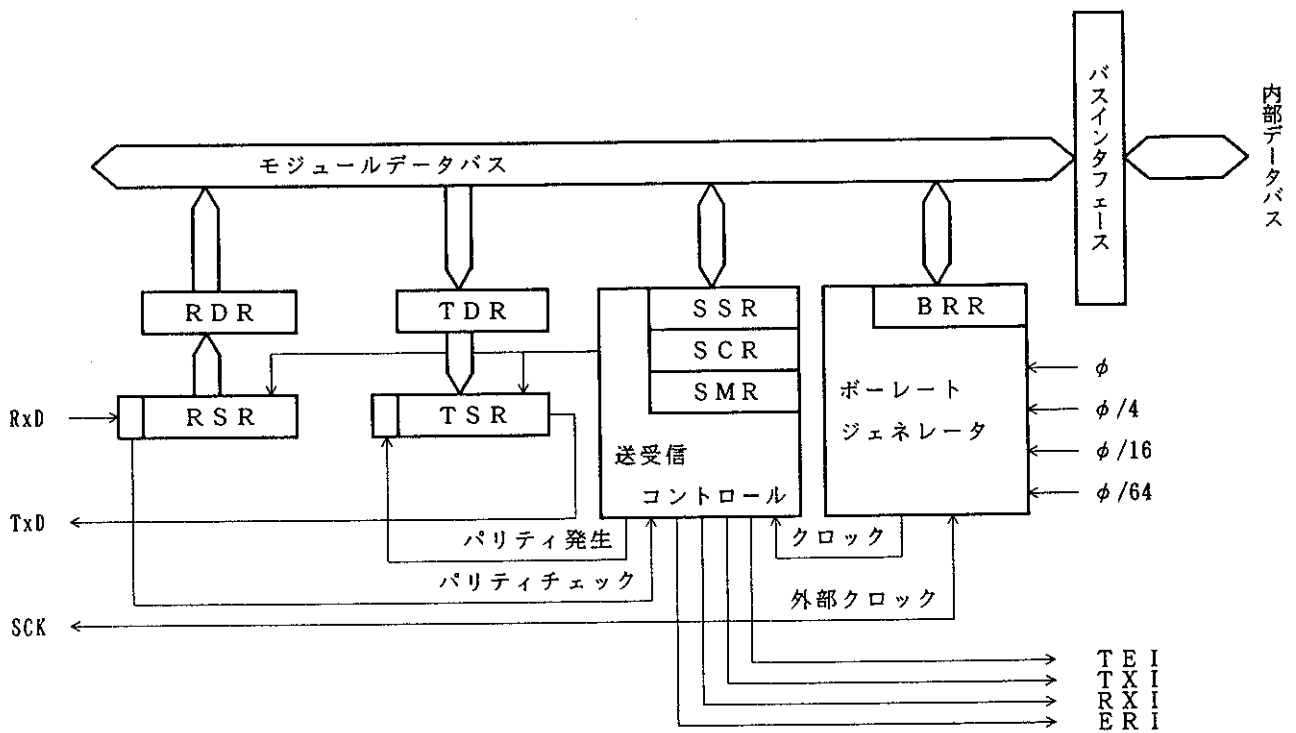 バスインタフェース
内部データバス
モジュールデータバス
RDR
TDR
SSR
BRR
SCR
SMR
RxD
RSR
TSR
ボーレート
ジェネレータ
φ
φ/4
φ/16
φ/64
送受信
コントロール
TxD
パリティ発生
クロック
パリティチェック
外部クロック
SCK
TEI
TXI
RXI
ERI